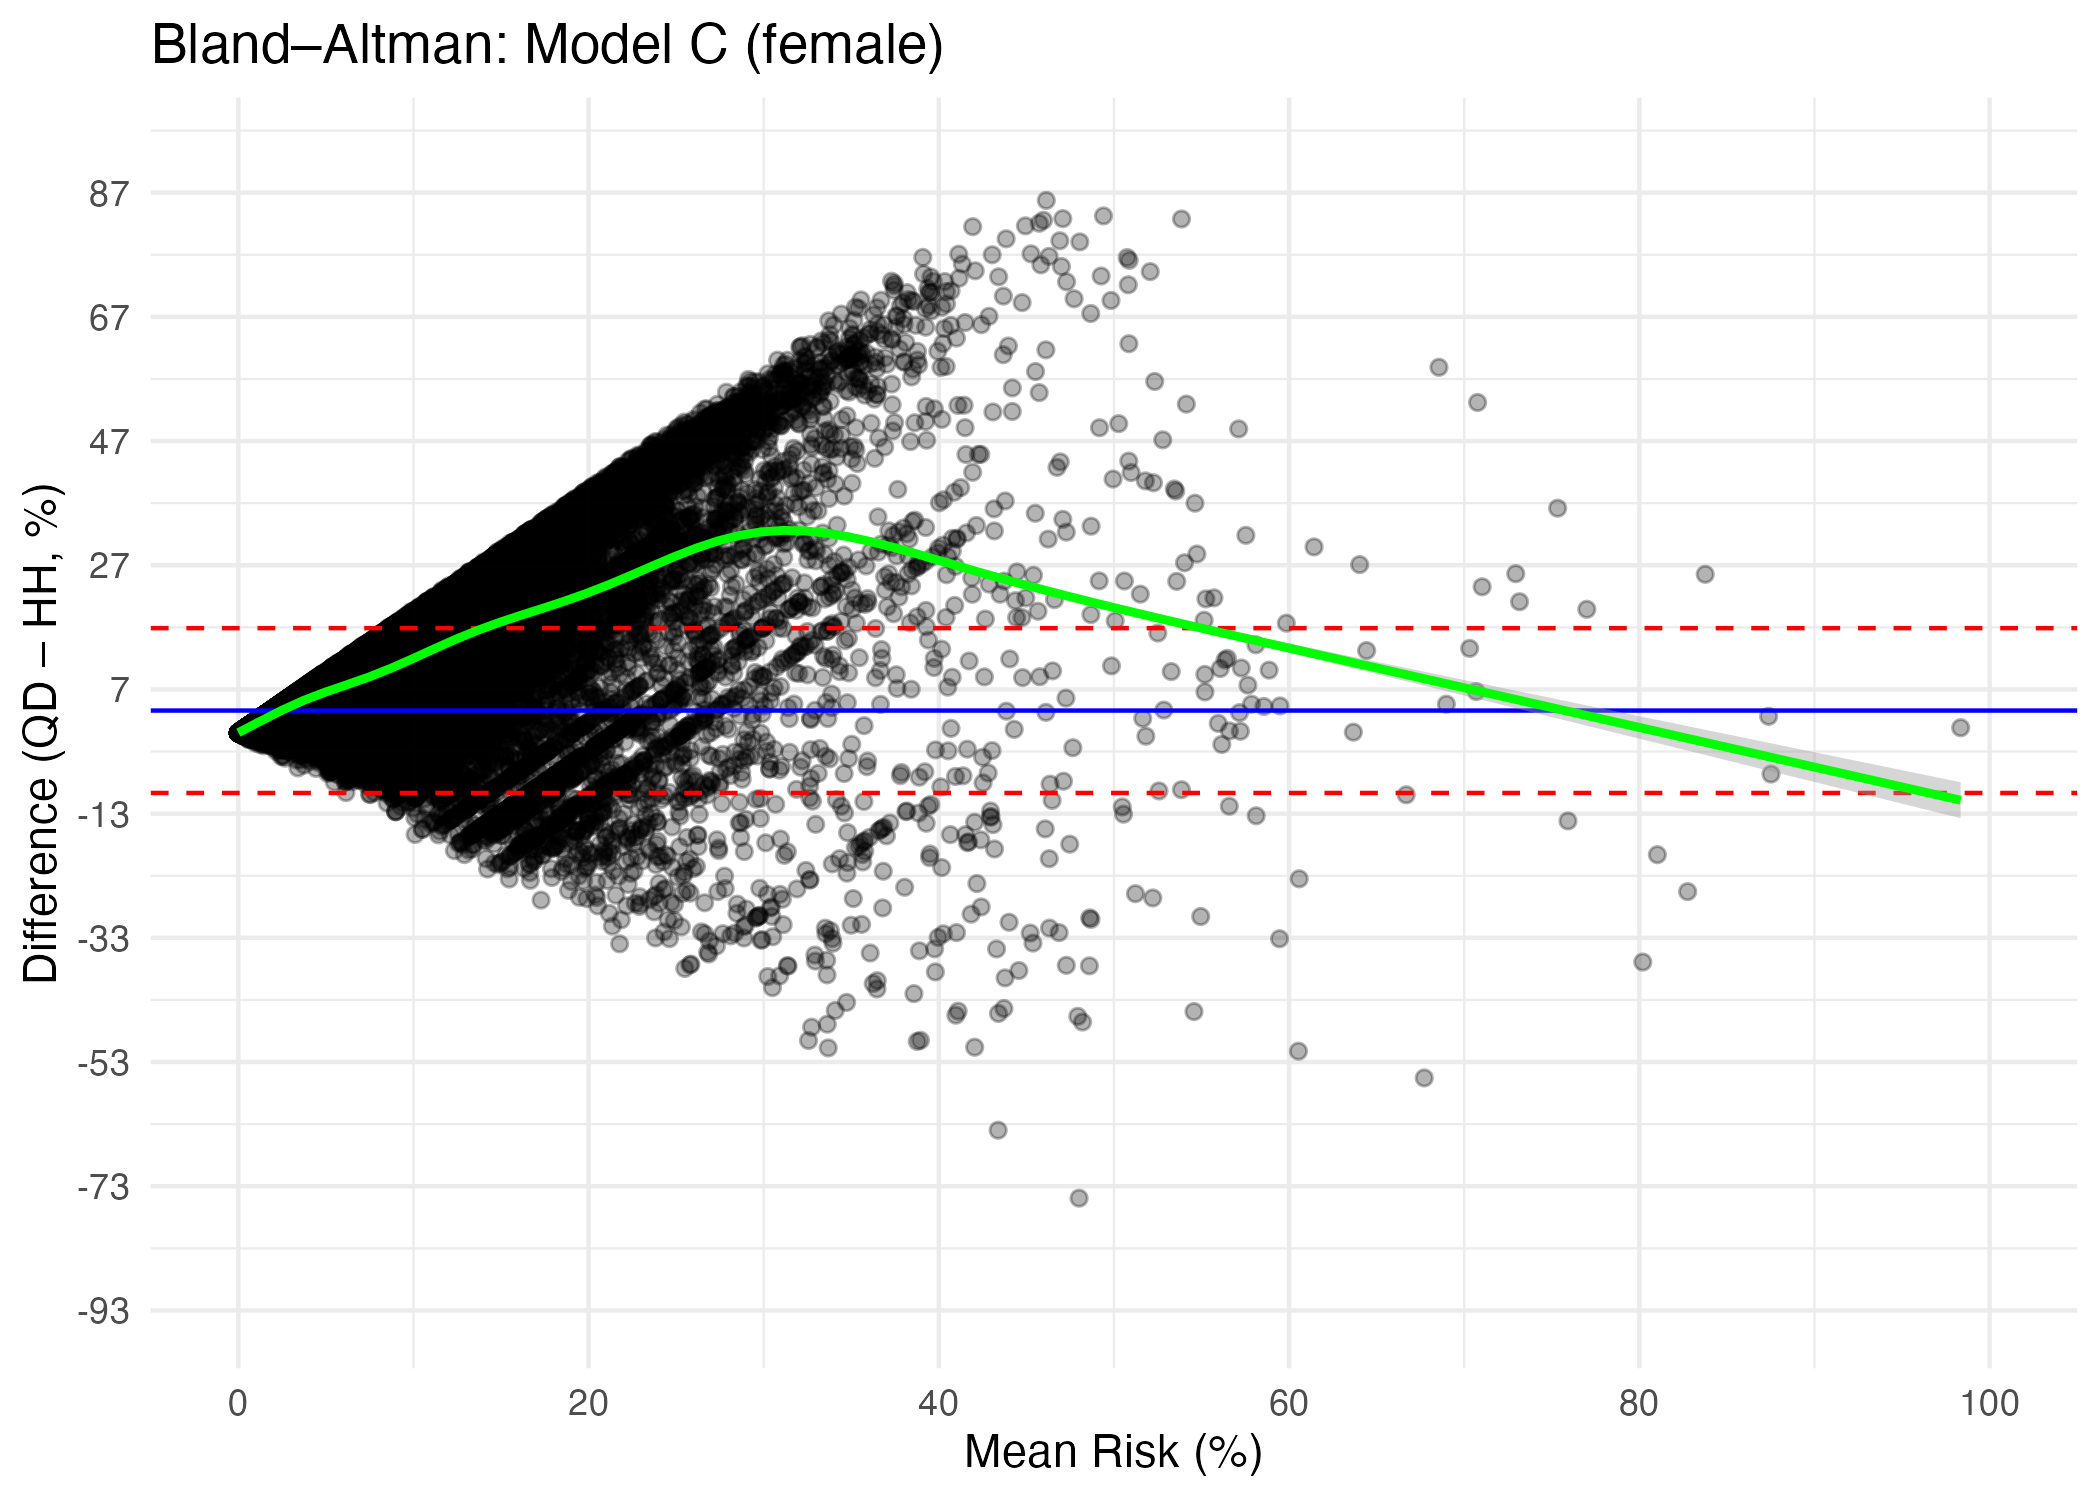 Bland–Altman: Model C (female)
Difference (QD – HH, %)
87
67
47
27
7
-13
-33
-53
-73
-93
0 20 40 60 80 100
Mean Risk (%)